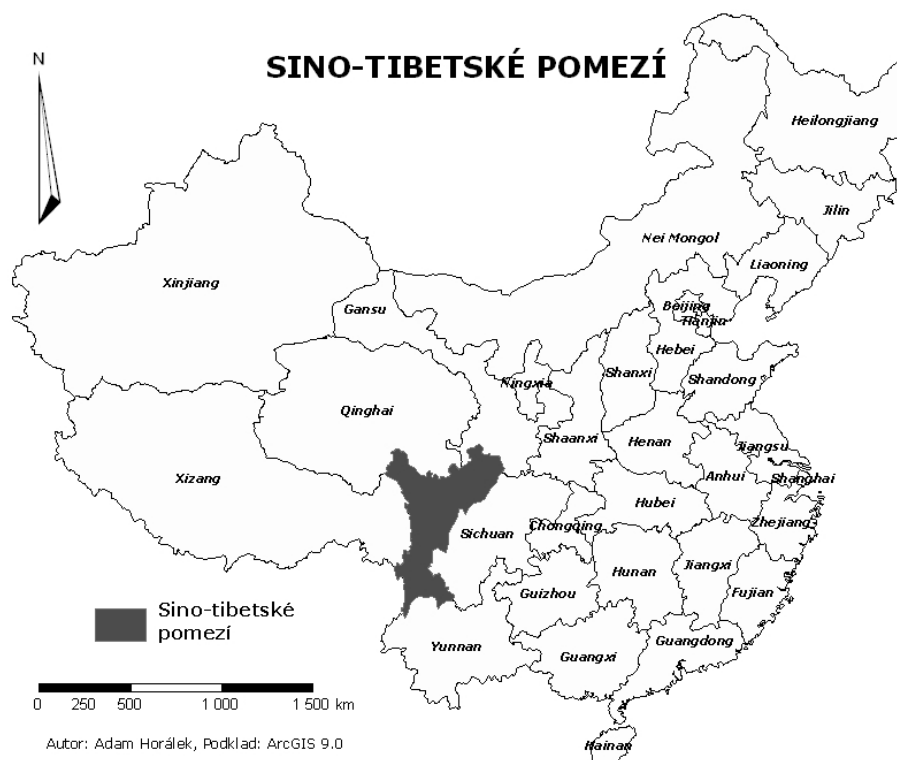 SINO-TIBETSKÉ POMEZÍ
N
Heilongjiang
Jilin
Nei Mongol
Liaoning
Xinjiang
Gansu
Beijing
Tianjin
Hebei
Ningxia
Shanxi
Shandong
Qinghai
Shaanxi
Henan
Jiangsu
Xizang
Anhui
Shanghai
Hubei
Sichuan
Chongqing
Zhejiang
Hunan
Jiangxi
Guizhou
Fujian
Sino-tibetské
pomezí
Yunnan
Guangxi
Guangdong
0 250 500 1 000 1 500 km
Autor: Adam Horálek, Podklad: ArcGIS 9.0
Hainan